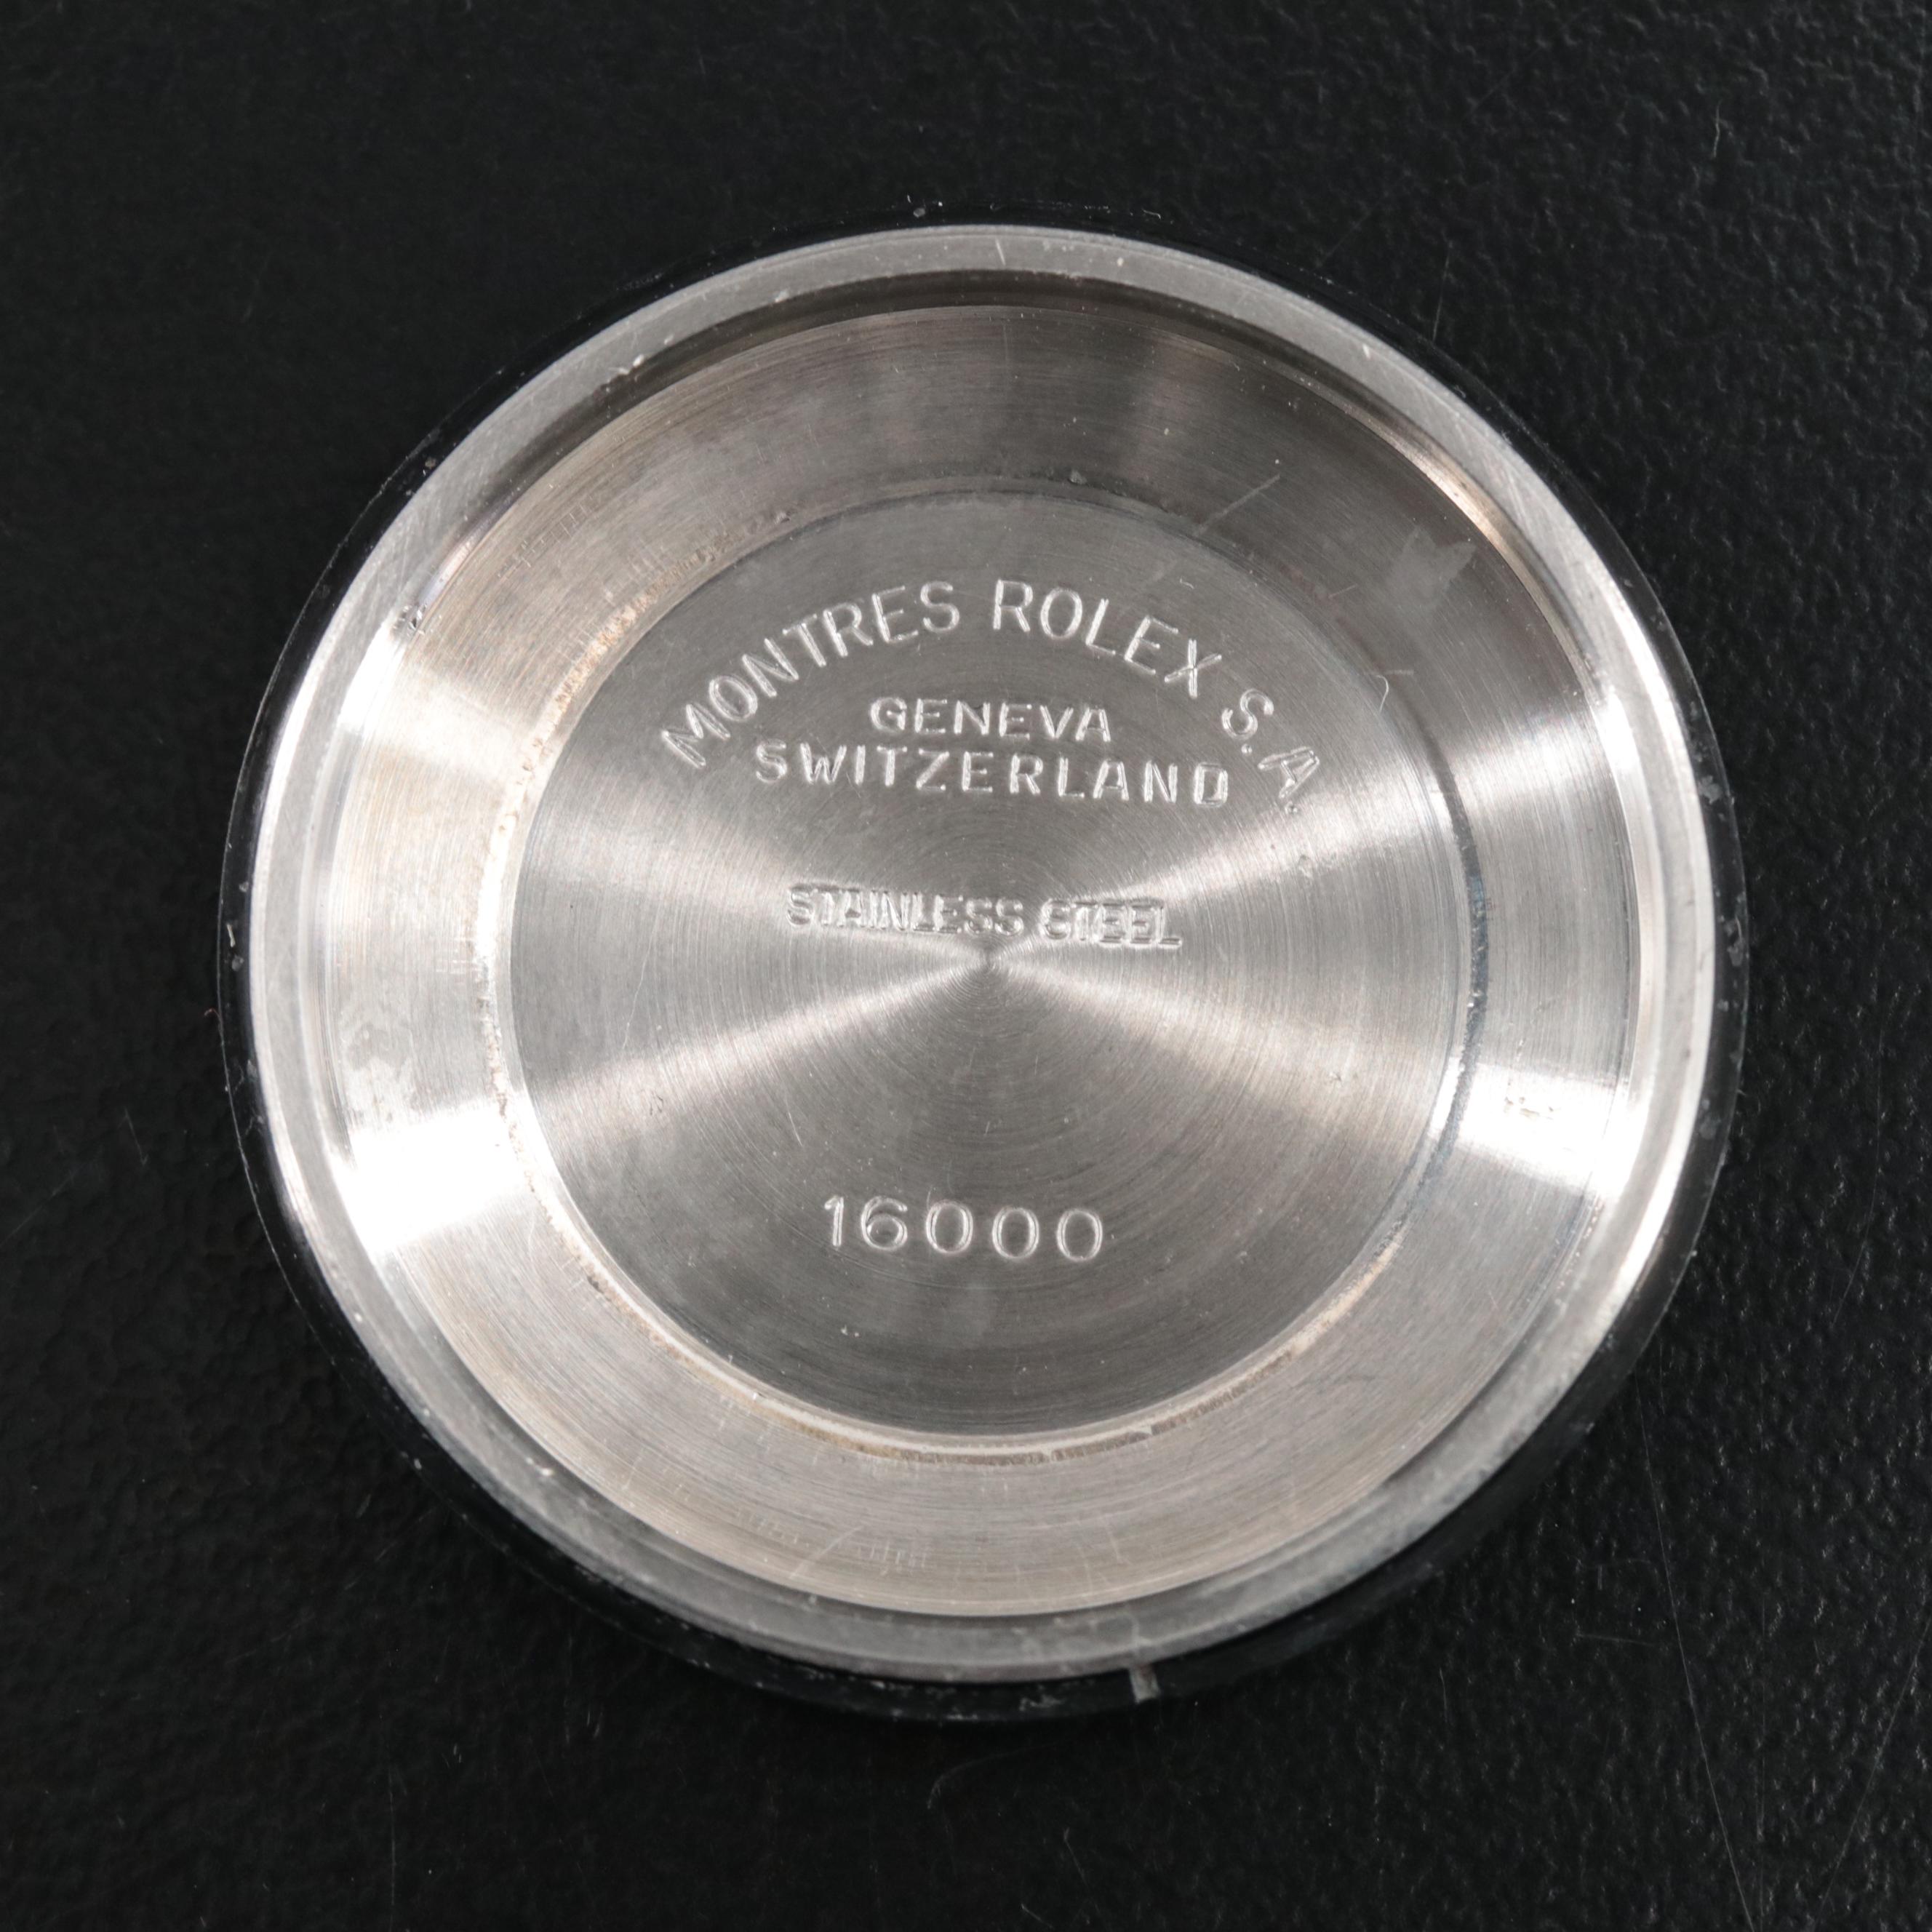 MONTRES ROLEX S.A.
GENEVA
SWITZERLAND
STAINLESS STEEL
16000